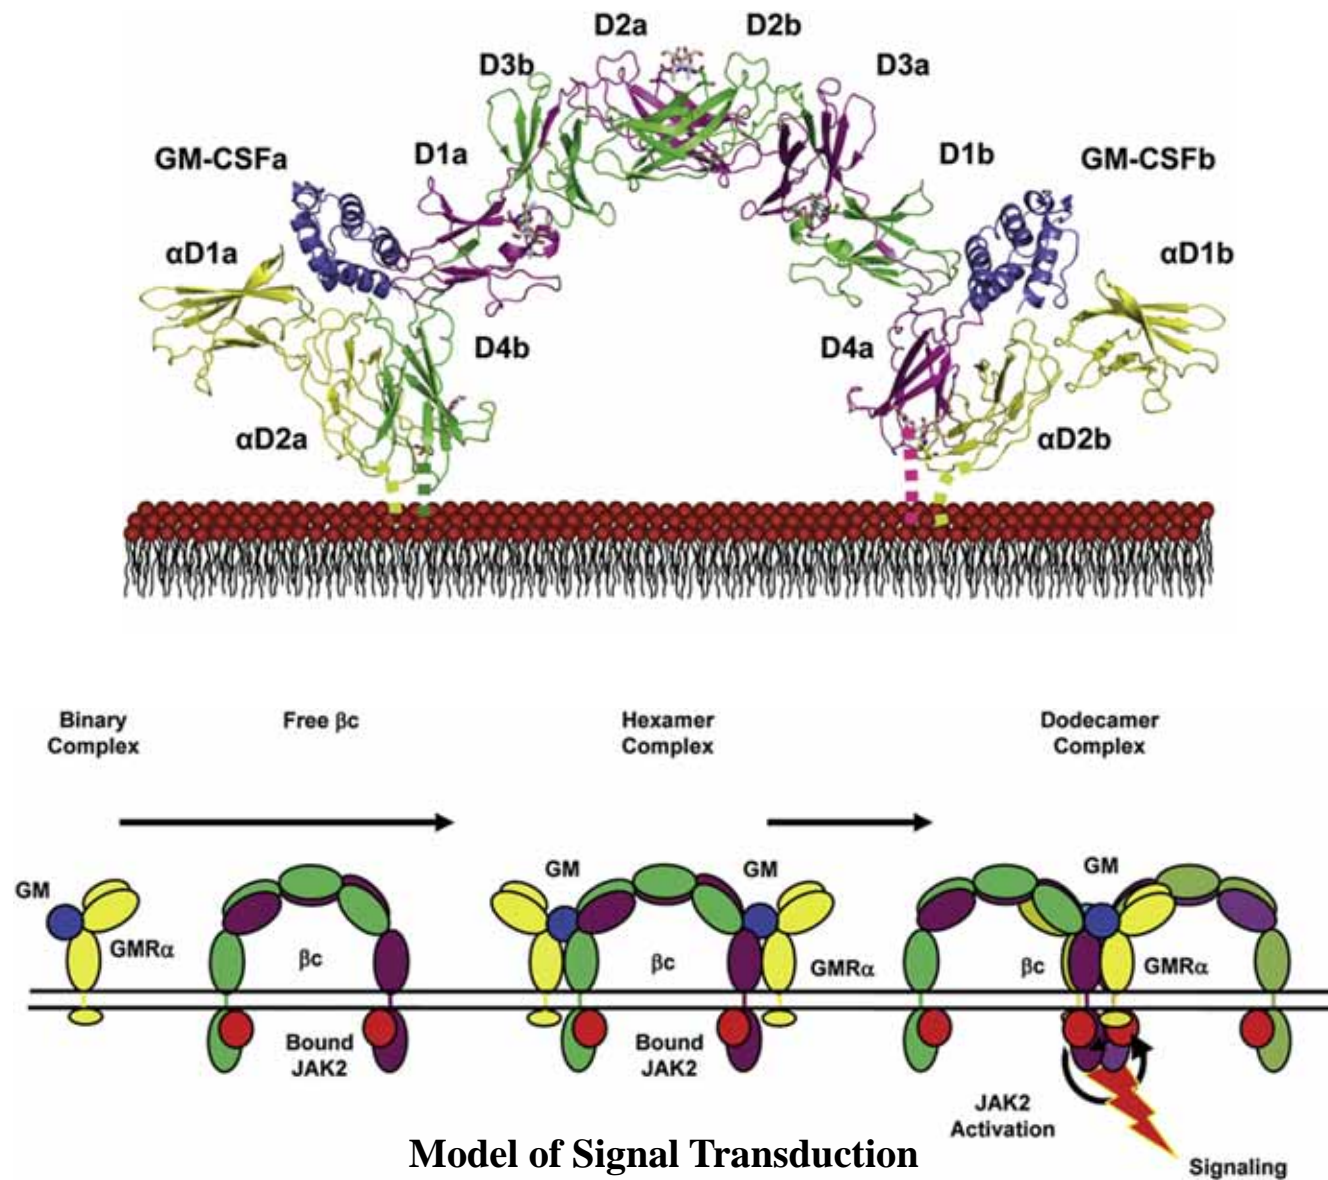 D2a
D2b
D3b
D3a
GM-CSFa
D1a
D1b
GM-CSFb
αD1a
αD1b
D4b
D4a
αD2a
αD2b
Binary
Complex
Free βc
Hexamer
Complex
Dodecamer
Complex
GM
GMRα
βc
Bound
JAK2
GM
GM
βc
GMRα
Bound
JAK2
GM
βc
GMRα
JAK2
Activation
Signaling
Model of Signal Transduction